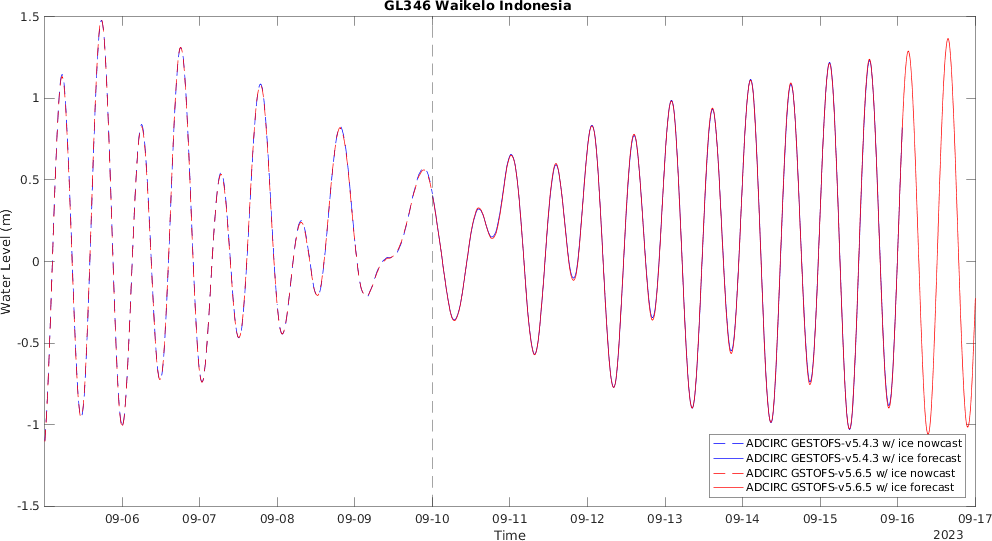 GL346 Waikelo Indonesia
1.5
1
0.5
0
-0.5
-1
-1.5
Water Level (m)
09-06
09-07
09-08
09-09
09-10
09-11
09-12
09-13
09-14
09-15
09-16
09-17
Time
2023
ADCIRC GESTOFS-v5.4.3 w/ ice nowcast
ADCIRC GESTOFS-v5.4.3 w/ ice forecast
ADCIRC GSTOFS-v5.6.5 w/ ice nowcast
ADCIRC GSTOFS-v5.6.5 w/ ice forecast